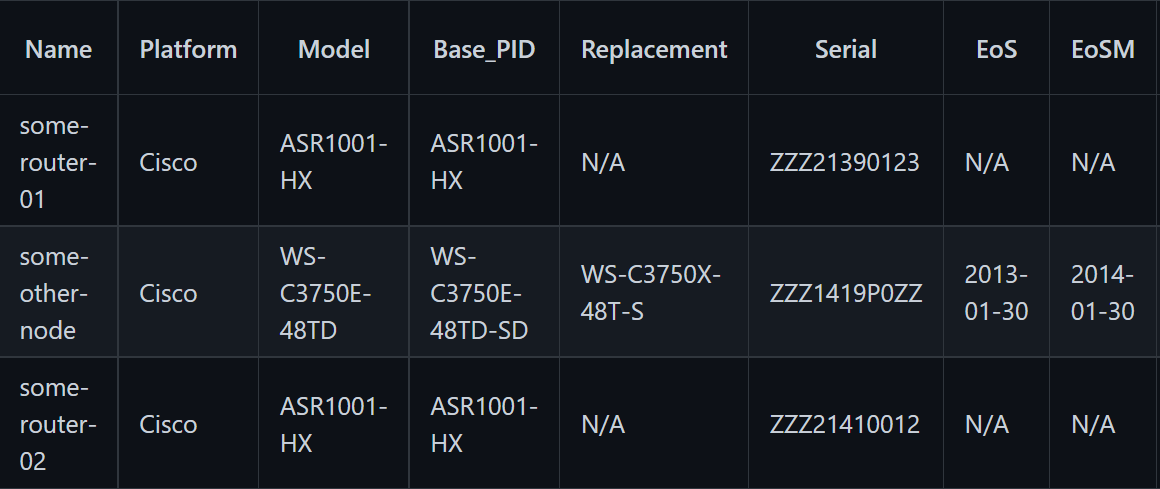 Name Platform Model Base_PID Replacement Serial EoS EoSM
some-
router-
01
Cisco
ASR1001-
HX
ASR1001-
HX
N/A
ZZZ21390123
N/A
N/A
some-
other-
node
Cisco
WS-
C3750E-
48TD
WS-
C3750E-
48TD-SD
WS-C3750X-
48T-S
ZZZ1419P0ZZ
2013-
01-30
2014-
01-30
some-
router-
02
Cisco
ASR1001-
HX
ASR1001-
HX
N/A
ZZZ21410012
N/A
N/A